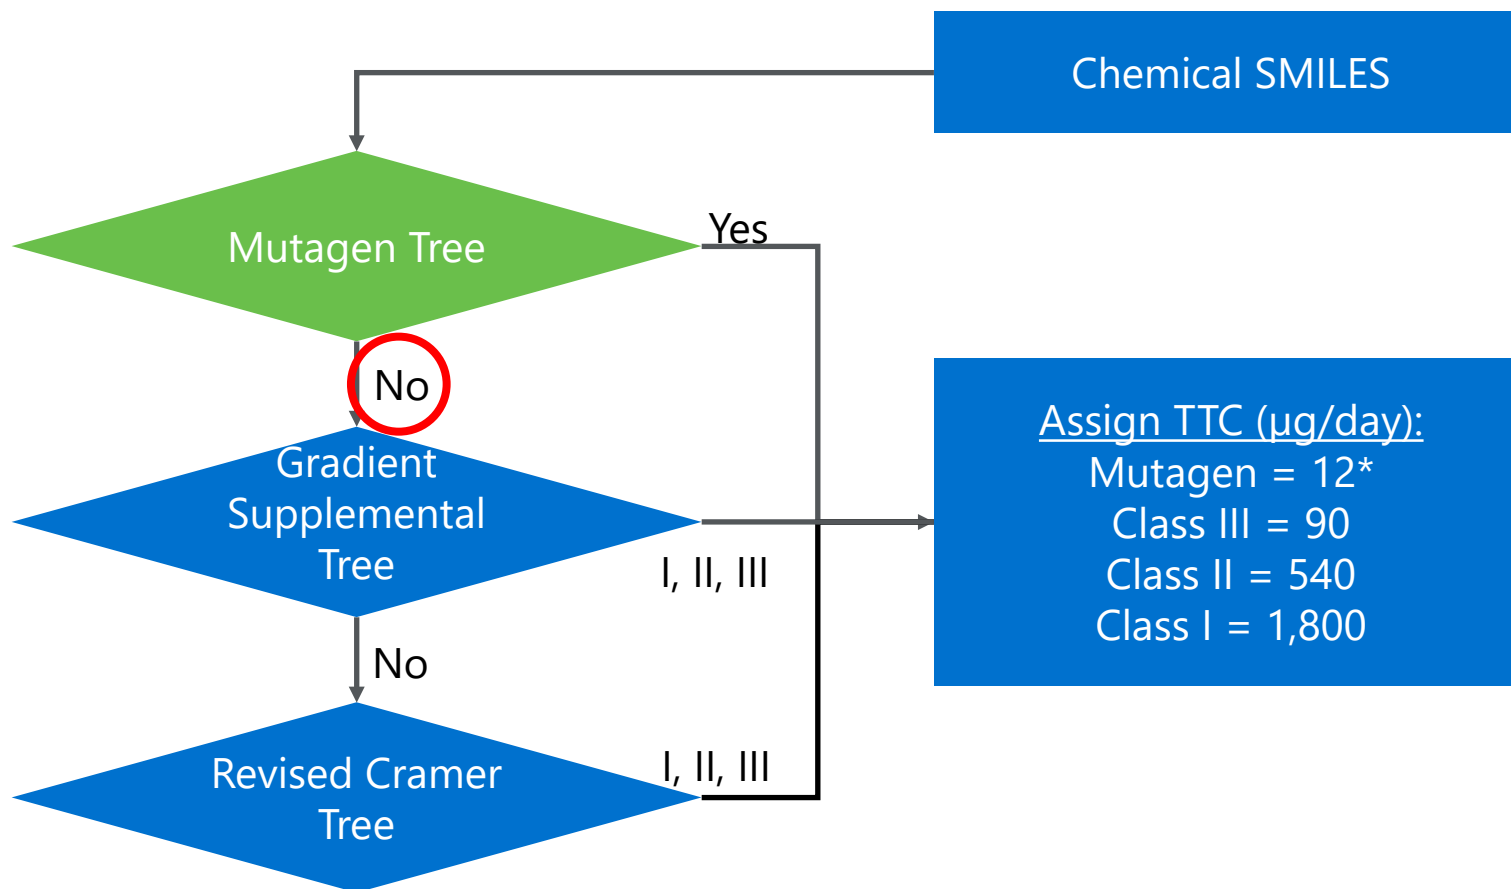 Chemical SMILES
Mutagen Tree
Yes
No
Gradient
Supplemental
Tree
I, II, III
Assign TTC (µg/day):
Mutagen = 12*
Class III = 90
Class II = 540
Class I = 1,800
No
Revised Cramer
Tree
I, II, III